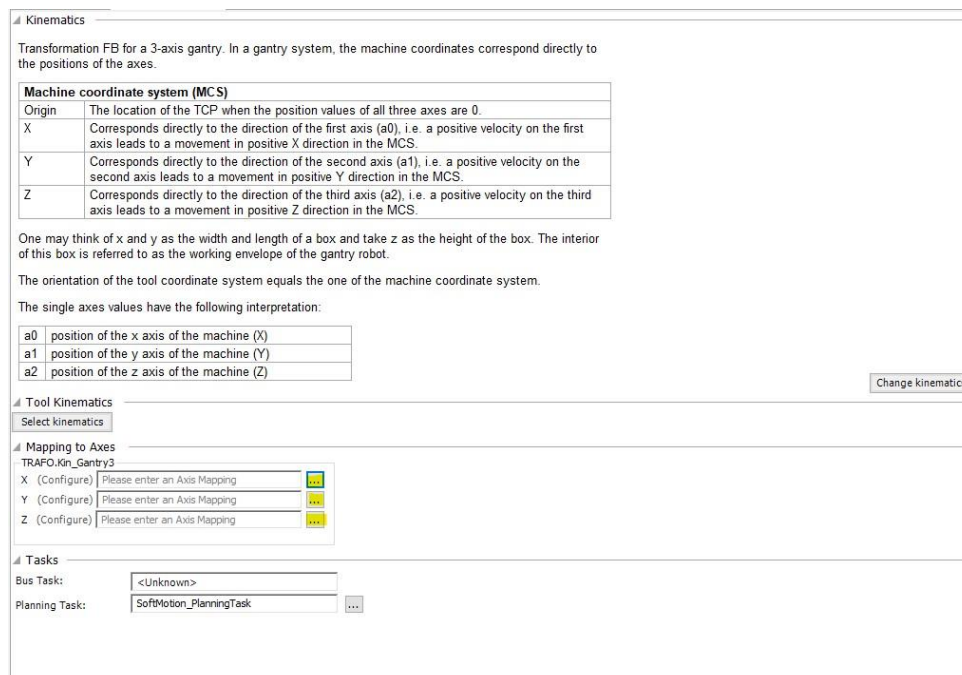 Kinematics
Transformation FB for a 3-axis gantry. In a gantry system, the machine coordinates correspond directly to
the positions of the axes.
Machine coordinate system (MCS)
Origin The location of the TCP when the position values of all three axes are 0.
X Corresponds directly to the direction of the first axis (a0), i.e. a positive velocity on the first
axis leads to a movement in positive X direction in the MCS.
Y Corresponds directly to the direction of the second axis (a1), i.e. a positive velocity on the
second axis leads to a movement in positive Y direction in the MCS.
Z Corresponds directly to the direction of the third axis (a2), i.e. a positive velocity on the third
axis leads to a movement in positive Z direction in the MCS.
One may think of x and y as the width and length of a box and take z as the height of the box. The interior
of this box is referred to as the working envelope of the gantry robot.
The orientation of the tool coordinate system equals the one of the machine coordinate system.
The single axes values have the following interpretation:
a0 position of the x axis of the machine (X)
a1 position of the y axis of the machine (Y)
a2 position of the z axis of the machine (Z)
Change kinematics
Tool Kinematics
Select kinematics
Mapping to Axes
TRAFO.Kin_Gantry3
X (Configure) Please enter an Axis Mapping ...
Y (Configure) Please enter an Axis Mapping ...
Z (Configure) Please enter an Axis Mapping ...
Tasks
Bus Task: <Unknown>
Planning Task: SoftMotion_PlanningTask ...